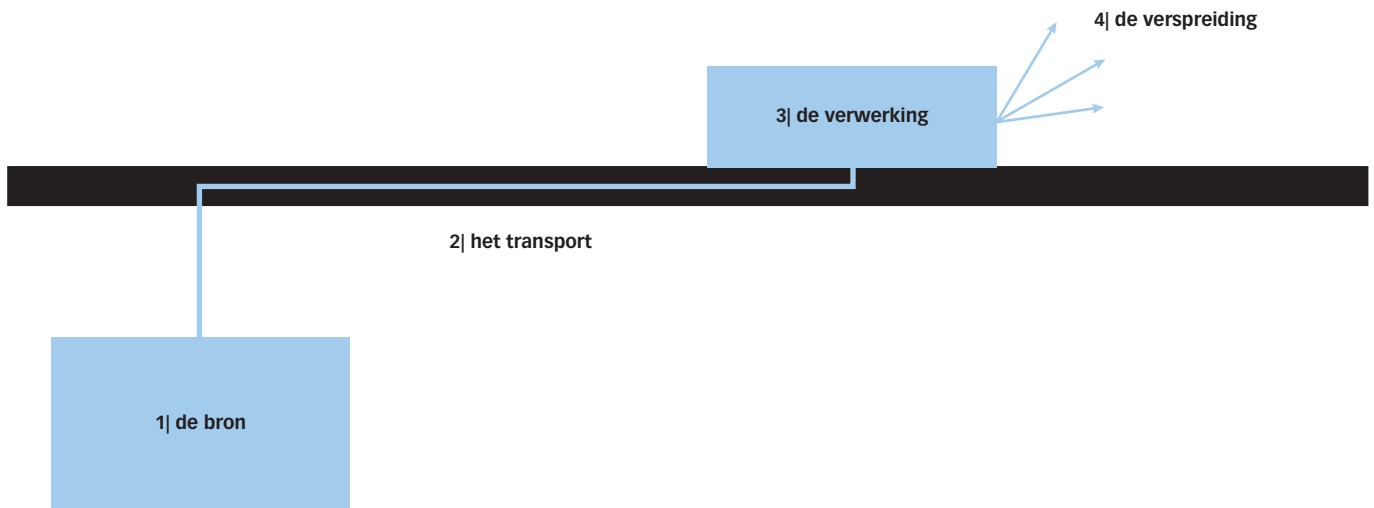 4| de verspreiding
3| de verwerking
2| het transport
1| de bron